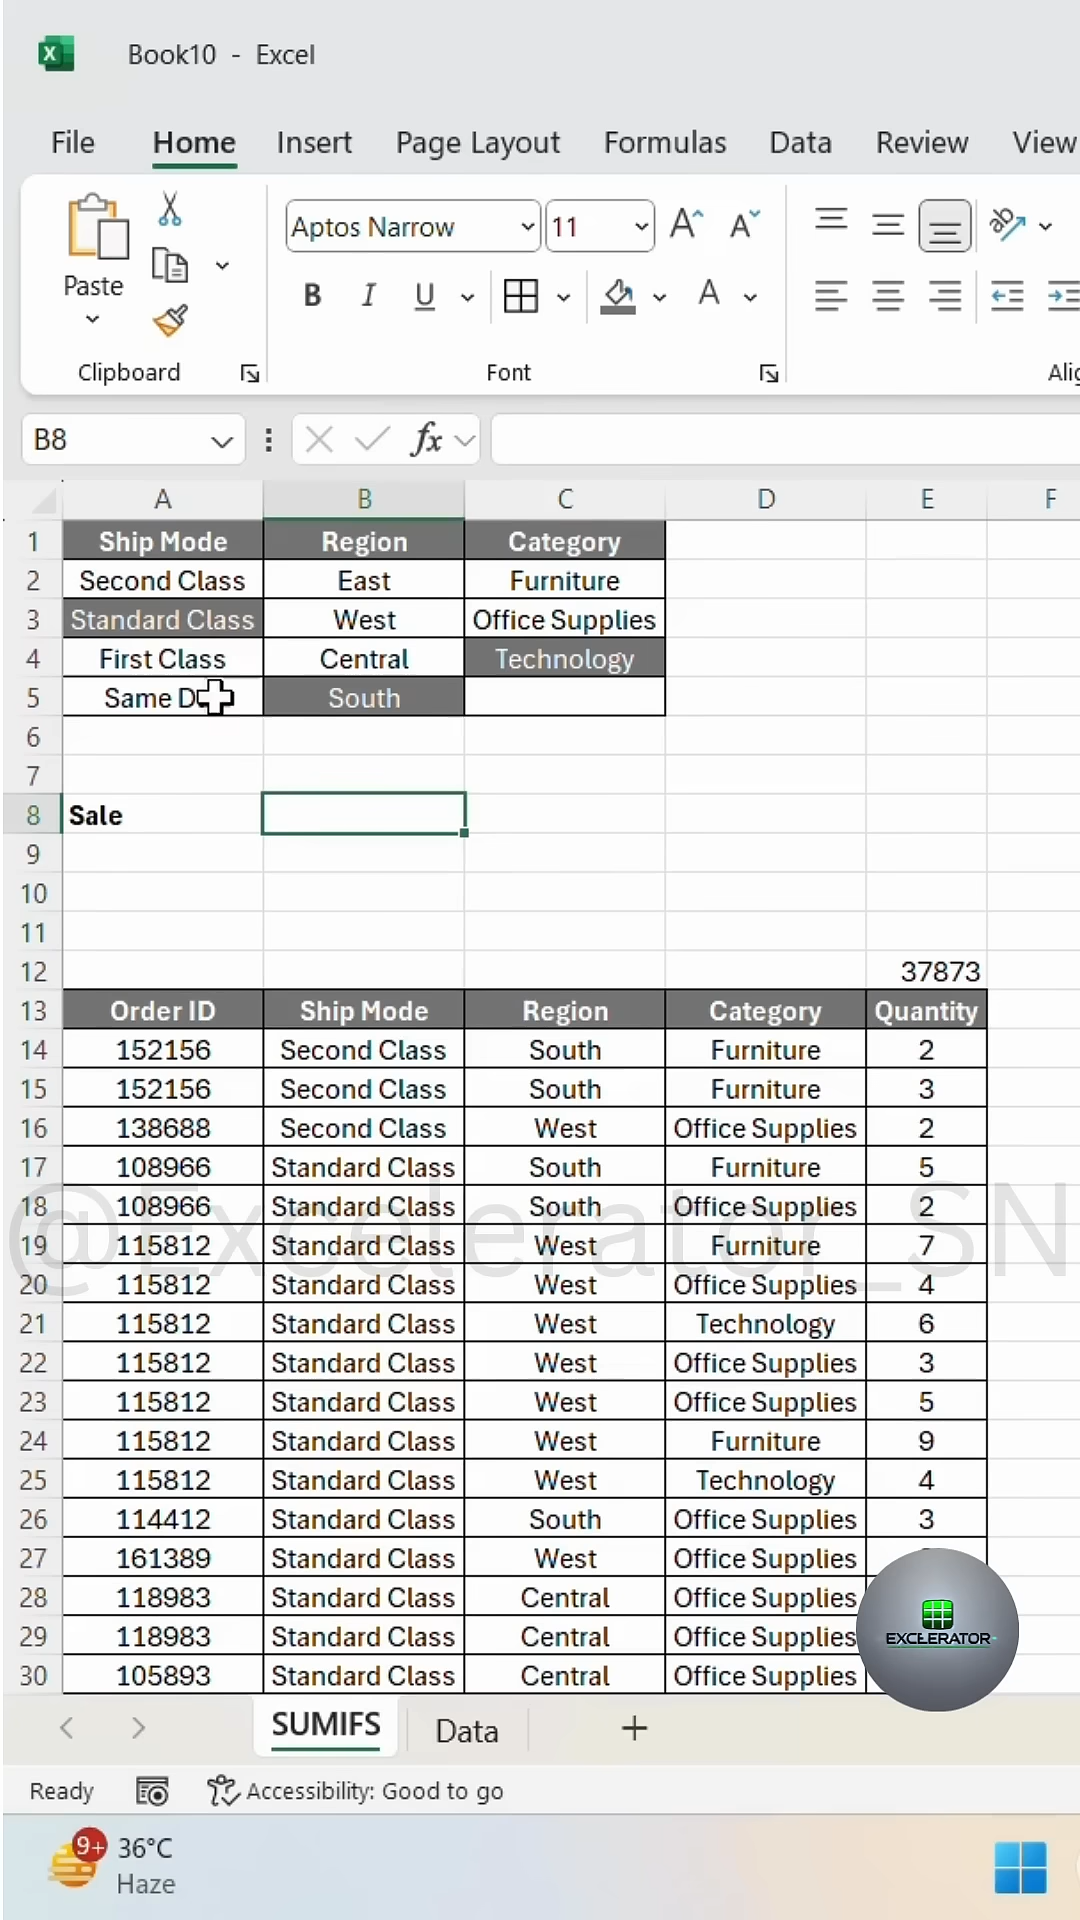 Book10 - Excel
File Home Insert Page Layout Formulas Data Review View
Aptos Narrow 11
Paste
B I U
Clipboard Font
B8 fx
A B C D E F
1 Ship Mode Region Category
2 Second Class East Furniture
3 Standard Class West Office Supplies
4 First Class Central Technology
5 Same D South
6
7
8 Sale
9
10
11
12 37873
13 Order ID Ship Mode Region Category Quantity
14 152156 Second Class South Furniture 2
15 152156 Second Class South Furniture 3
16 138688 Second Class West Office Supplies 2
17 108966 Standard Class South Furniture 5
18 108966 Standard Class South Office Supplies 2
@Excelerator_SN
19 115812 Standard Class West Furniture 7
20 115812 Standard Class West Office Supplies 4
21 115812 Standard Class West Technology 6
22 115812 Standard Class West Office Supplies 3
23 115812 Standard Class West Office Supplies 5
24 115812 Standard Class West Furniture 9
25 115812 Standard Class West Technology 4
26 114412 Standard Class South Office Supplies 3
27 161389 Standard Class West Office Supplies
28 118983 Standard Class Central Office Supplies
29 118983 Standard Class Central Office Supplies
EXCLERATOR
30 105893 Standard Class Central Office Supplies
SUMIFS Data
Ready Accessibility: Good to go
9+ 36°C
Haze